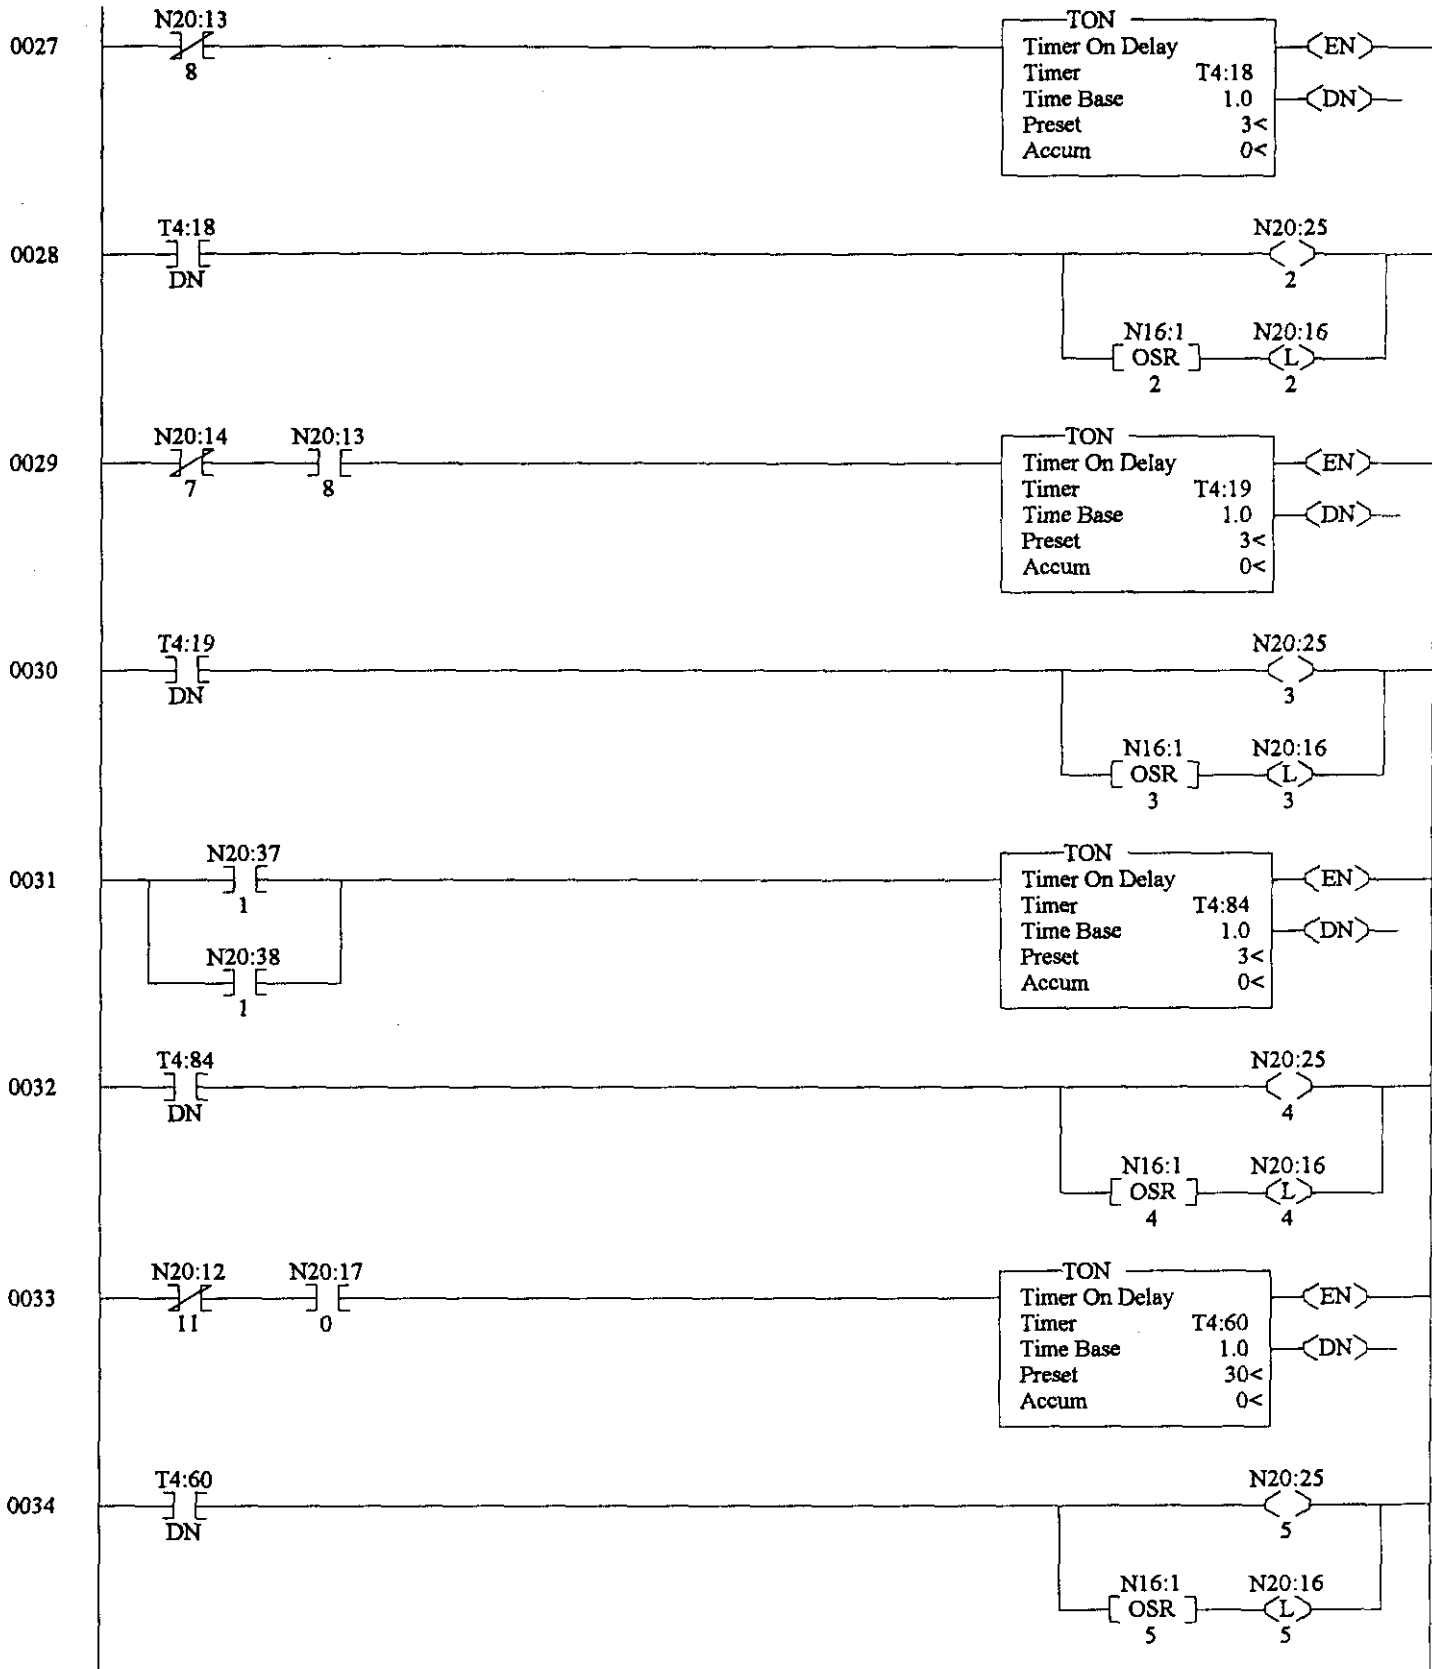 N20:13
0027
8
TON
Timer On Delay
EN
Timer T4:18
Time Base 1.0
DN
Preset 3<
Accum 0<
T4:18
N20:25
0028
DN
2
N16:1 N20:16
OSR L
2 2
N20:14 N20:13
0029
7 8
TON
Timer On Delay
EN
Timer T4:19
Time Base 1.0
DN
Preset 3<
Accum 0<
T4:19
N20:25
0030
DN
3
N16:1 N20:16
OSR L
3 3
N20:37
0031
1
N20:38
1
TON
Timer On Delay
EN
Timer T4:84
Time Base 1.0
DN
Preset 3<
Accum 0<
T4:84
N20:25
0032
DN
4
N16:1 N20:16
OSR L
4 4
N20:12 N20:17
0033
11 0
TON
Timer On Delay
EN
Timer T4:60
Time Base 1.0
DN
Preset 30<
Accum 0<
T4:60
N20:25
0034
DN
5
N16:1 N20:16
OSR L
5 5